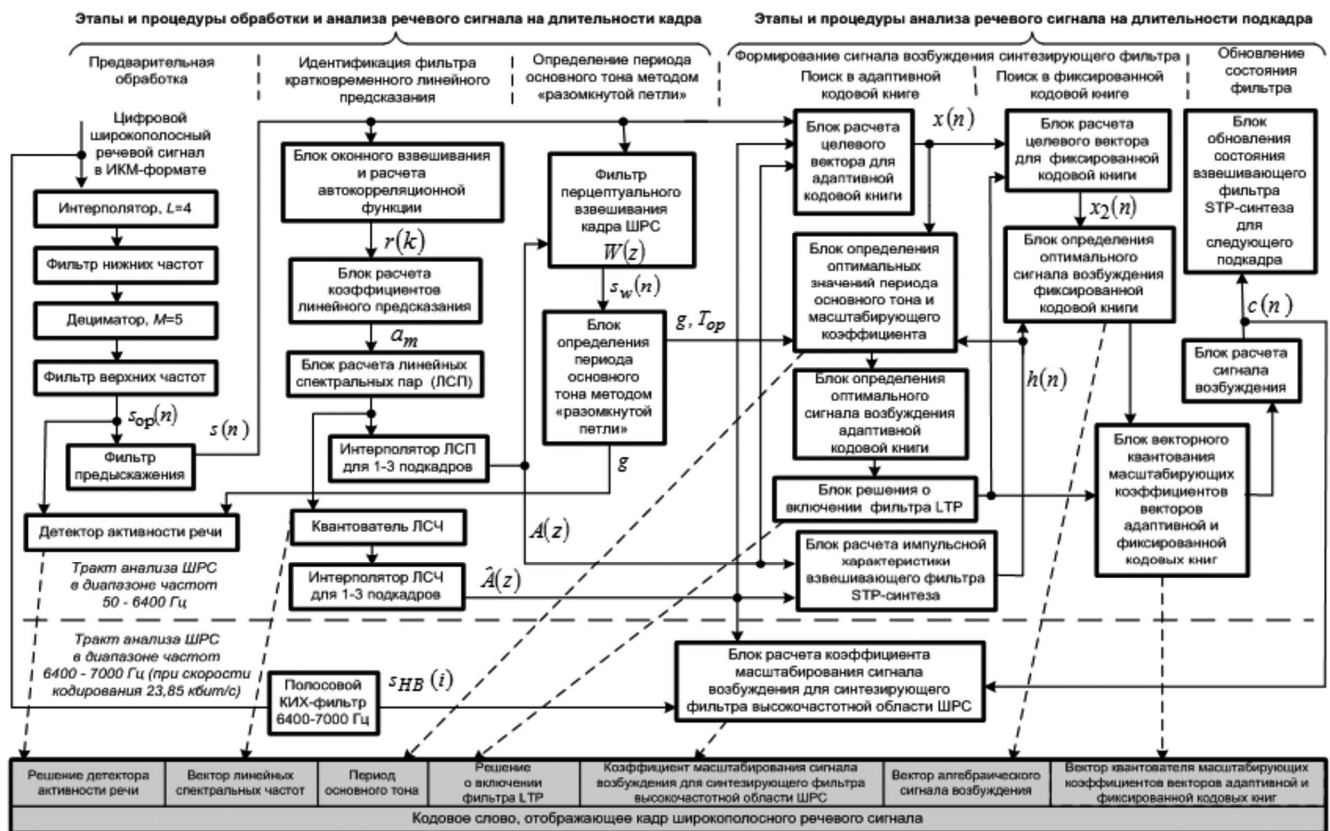 Этапы и процедуры обработки и анализа речевого сигнала на длительности кадра
Этапы и процедуры анализа речевого сигнала на длительности подкадра
Предварительная
обработка
Идентификация фильтра
кратковременного линейного
предсказания
Определение периода
основного тона методом
«разомкнутой петли»
Формирование сигнала возбуждения синтезирующего фильтра
Поиск в адаптивной
кодовой книге
Поиск в фиксированной
кодовой книге
Обновление
состояния
фильтра
Цифровой
широкополосный
речевой сигнал
в ИКМ-формате
Интерполятор, L=4
Фильтр нижних частот
Дециматор, M=5
Фильтр верхних частот
sор(n)
s(n)
Фильтр
предыскажения
Детектор активности речи
Блок оконного взвешивания
и расчета
автокорреляционной
функции
r(k)
Блок расчета
коэффициентов
линейного предсказания
am
Блок расчета линейных
спектральных пар (ЛСП)
Интерполятор ЛСП
для 1-3 подкадров
Квантователь ЛСЧ
Интерполятор ЛСЧ
для 1-3 подкадров
A(z)
Â(z)
Фильтр
перцептуального
взвешивания
кадра ШРС
W(z)
sw(n)
Блок
определения
периода
основного
тона методом
«разомкнутой
петли»
g
g, Top
Блок расчета
целевого
вектора для
адаптивной
кодовой книги
x(n)
Блок определения
оптимальных
значений периода
основного тона и
масштабирующего
коэффициента
Блок определения
оптимального
сигнала возбуждения
адаптивной
кодовой книги
Блок решения о
включении фильтра LTP
Блок расчета импульсной
характеристики
взвешивающего фильтра
STP-синтеза
h(n)
Блок расчета
целевого вектора
для фиксированной
кодовой книги
x2(n)
Блок определения
оптимального
сигнала возбуждения
фиксированной
кодовой книги
Блок
обновления
состояния
взвешивающего
фильтра
STP-синтеза
для
следующего
подкадра
c(n)
Блок расчета
сигнала
возбуждения
Блок векторного
квантования
масштабирующих
коэффициентов
векторов
адаптивной и
фиксированной
кодовых книг
Тракт анализа ШРС
в диапазоне частот
50 - 6400 Гц
Тракт анализа ШРС
в диапазоне частот
6400 - 7000 Гц (при скорости
кодирования 23,85 кбит/с)
Полосовой
КИХ-фильтр
6400-7000 Гц
sHB(i)
Блок расчета коэффициента
масштабирования сигнала
возбуждения для синтезирующего
фильтра высокочастотной области ШРС
Решение детектора
активности речи
Вектор линейных
спектральных частот
Период
основного тона
Решение
о включении
фильтра LTP
Коэффициент масштабирования сигнала
возбуждения для синтезирующего фильтра
высокочастотной области ШРС
Вектор алгебраического
сигнала возбуждения
Вектор квантователя масштабирующих
коэффициентов векторов адаптивной и
фиксированной кодовых книг
Кодовое слово, отображающее кадр широкополосного речевого сигнала